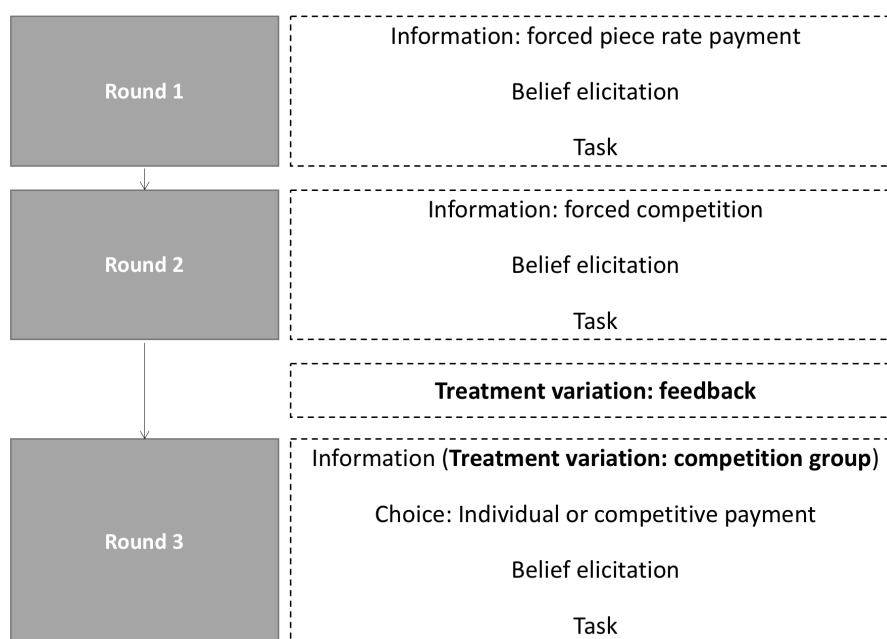 Round 1
Information: forced piece rate payment
Belief elicitation
Task
Round 2
Information: forced competition
Belief elicitation
Task
Treatment variation: feedback
Round 3
Information (Treatment variation: competition group)
Choice: Individual or competitive payment
Belief elicitation
Task